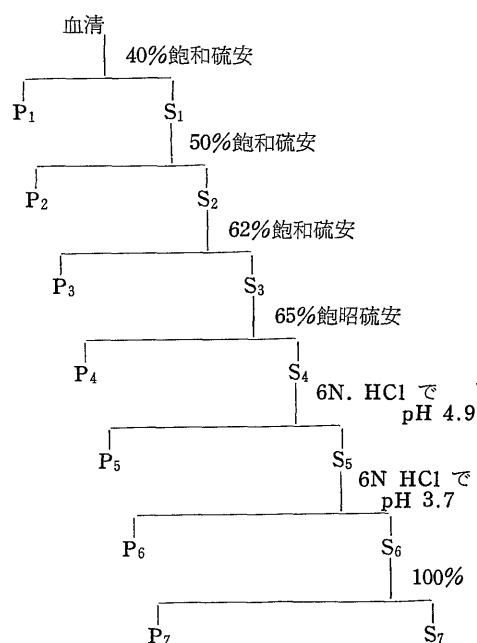 血清
40%飽和硫安
P1 S1
50%飽和硫安
P2 S2
62%飽和硫安
P3 S3
65%飽昭硫安
P4 S4
6N. HCl で
pH 4.9
P5 S5
6N HCl で
pH 3.7
P6 S6
100%
P7 S7